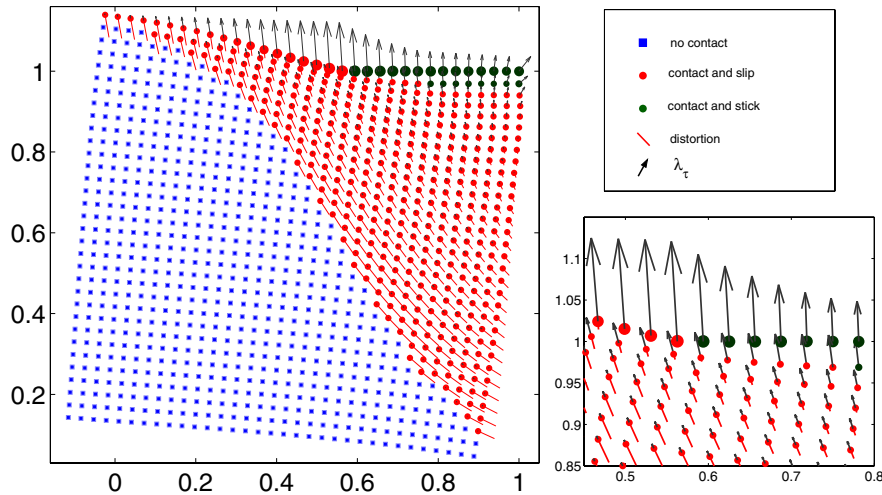 1
0.8
0.6
0.4
0.2
0 0.2 0.4 0.6 0.8 1
no contact
contact and slip
contact and stick
distortion
λτ
1.1
1.05
1
0.95
0.9
0.85
0.5 0.6 0.7 0.8